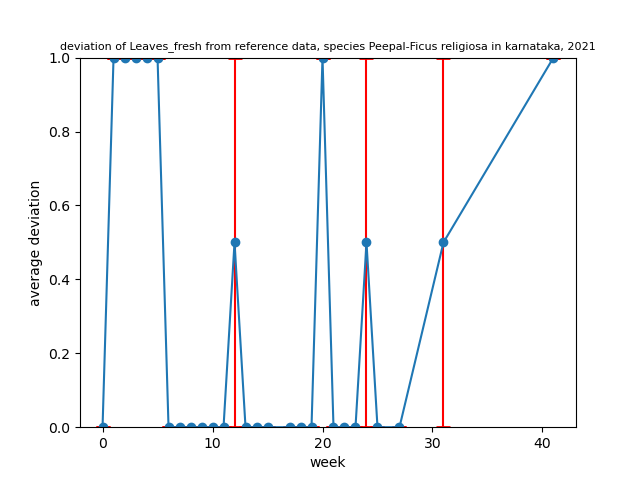 deviation of Leaves_fresh from reference data, species Peepal-Ficus religiosa in karnataka, 2021
1.0
0.8
0.6
0.4
0.2
0.0
average deviation
0 10 20 30 40
week